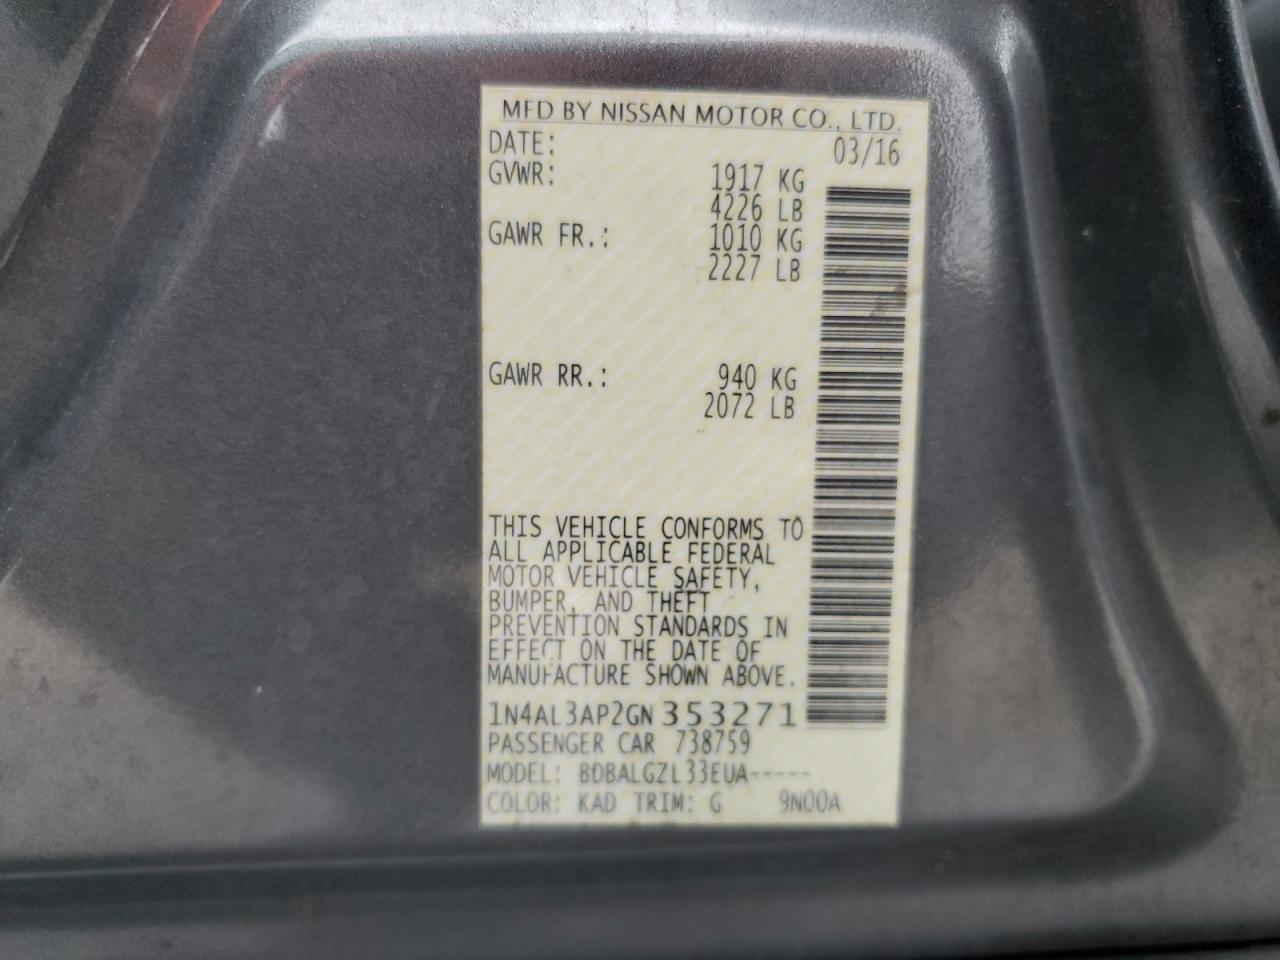 MFD BY NISSAN MOTOR CO., LTD.
DATE: 03/16
GVWR: 1917 KG
4226 LB
GAWR FR.: 1010 KG
2227 LB
GAWR RR.: 940 KG
2072 LB
THIS VEHICLE CONFORMS TO
ALL APPLICABLE FEDERAL
MOTOR VEHICLE SAFETY,
BUMPER, AND THEFT
PREVENTION STANDARDS IN
EFFECT ON THE DATE OF
MANUFACTURE SHOWN ABOVE.
1N4AL3AP2GN353271
PASSENGER CAR 738759
MODEL: BDBALGZL33EUA-----
COLOR: KAD TRIM: G 9N00A